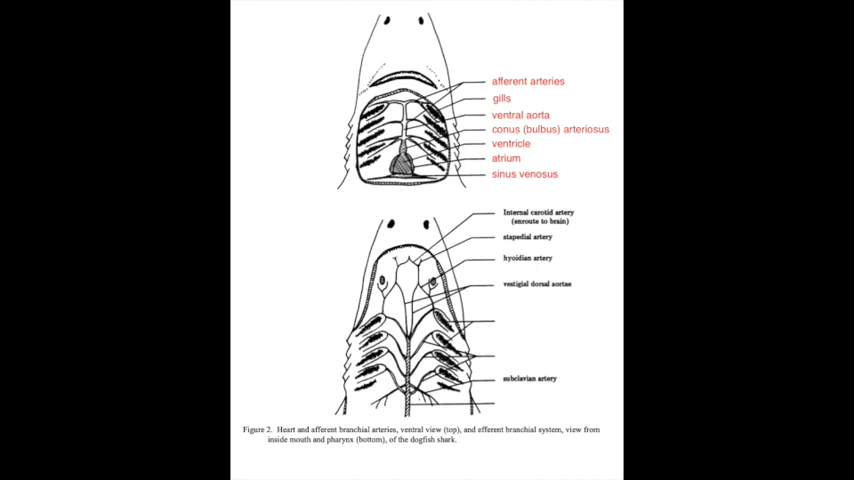 afferent arteries
gills
ventral aorta
conus (bulbus) arteriosus
ventricle
atrium
sinus venosus
Internal carotid artery
(enroute to brain)
stapedial artery
hyoidian artery
vestigial dorsal aortae
subclavian artery
Figure 2. Heart and afferent branchial arteries, ventral view (top), and efferent branchial system, view from
inside mouth and pharynx (bottom), of the dogfish shark.